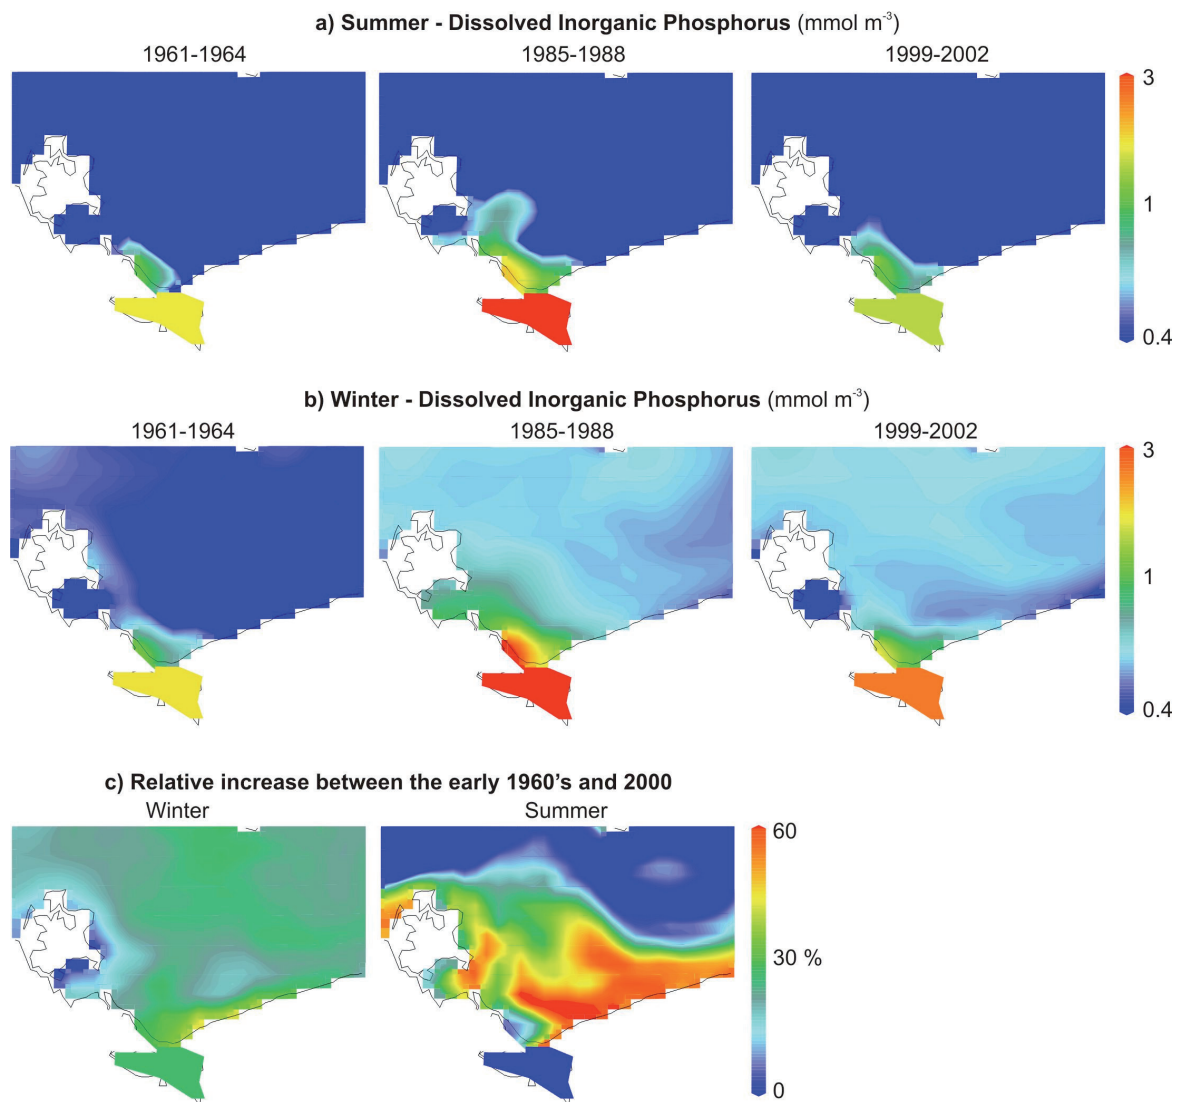 a) Summer - Dissolved Inorganic Phosphorus (mmol m⁻³)
1961-1964 1985-1988 1999-2002
3
1
0.4
b) Winter - Dissolved Inorganic Phosphorus (mmol m⁻³)
1961-1964 1985-1988 1999-2002
3
1
0.4
c) Relative increase between the early 1960's and 2000
Winter Summer
60
30 %
0